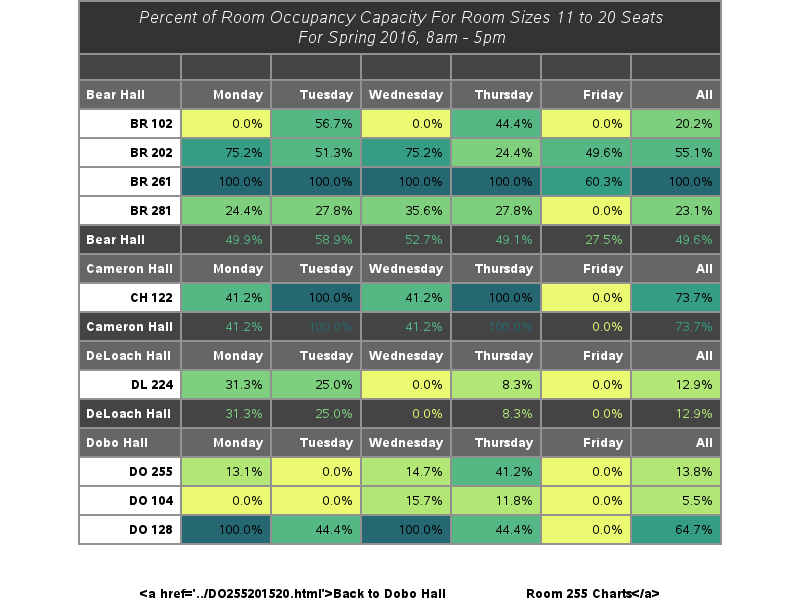 Percent of Room Occupancy Capacity For Room Sizes 11 to 20 Seats
For Spring 2016, 8am - 5pm
Bear Hall Monday Tuesday Wednesday Thursday Friday All
BR 102 0.0% 56.7% 0.0% 44.4% 0.0% 20.2%
BR 202 75.2% 51.3% 75.2% 24.4% 49.6% 55.1%
BR 261 100.0% 100.0% 100.0% 100.0% 60.3% 100.0%
BR 281 24.4% 27.8% 35.6% 27.8% 0.0% 23.1%
Bear Hall 49.9% 58.9% 52.7% 49.1% 27.5% 49.6%
Cameron Hall Monday Tuesday Wednesday Thursday Friday All
CH 122 41.2% 100.0% 41.2% 100.0% 0.0% 73.7%
Cameron Hall 41.2% 100.0% 41.2% 100.0% 0.0% 73.7%
DeLoach Hall Monday Tuesday Wednesday Thursday Friday All
DL 224 31.3% 25.0% 0.0% 8.3% 0.0% 12.9%
DeLoach Hall 31.3% 25.0% 0.0% 8.3% 0.0% 12.9%
Dobo Hall Monday Tuesday Wednesday Thursday Friday All
DO 255 13.1% 0.0% 14.7% 41.2% 0.0% 13.8%
DO 104 0.0% 0.0% 15.7% 11.8% 0.0% 5.5%
DO 128 100.0% 44.4% 100.0% 44.4% 0.0% 64.7%
<a href='../DO255201520.html'>Back to Dobo Hall Room 255 Charts</a>